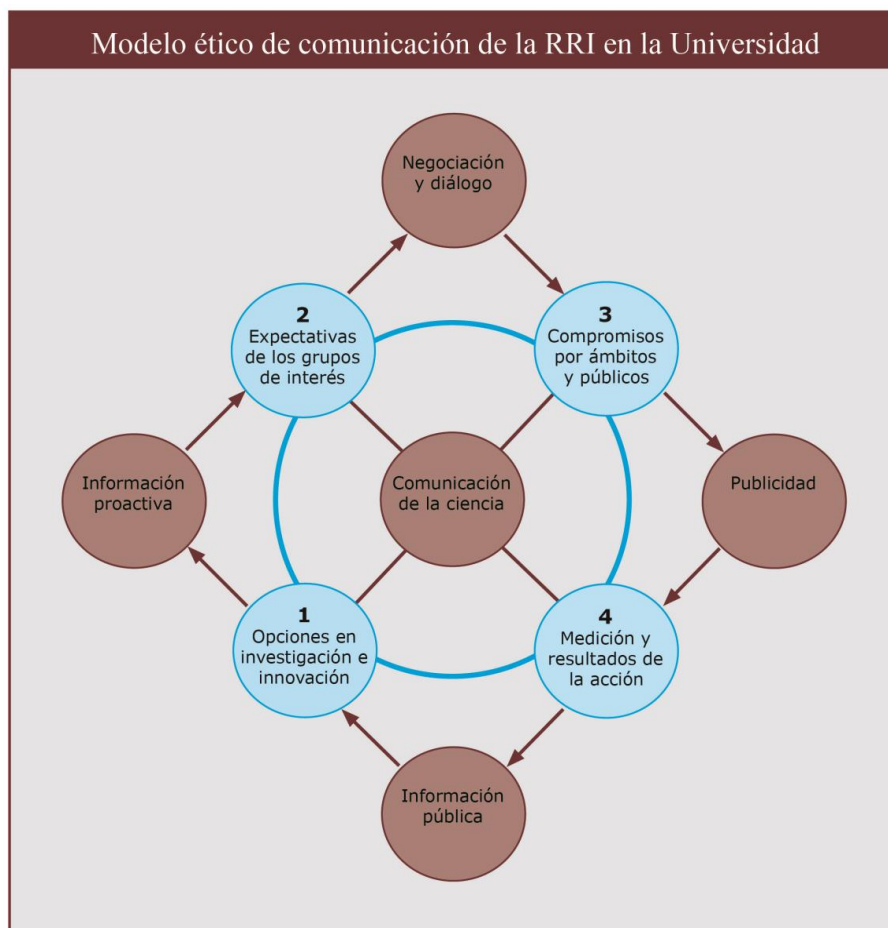 Modelo ético de comunicación de la RRI en la Universidad
Negociación
y diálogo
2
Expectativas
de los grupos
de interés
3
Compromisos
por ámbitos
y públicos
Información
proactiva
Comunicación
de la ciencia
Publicidad
1
Opciones en
investigación e
innovación
4
Medición y
resultados de
la acción
Información
pública